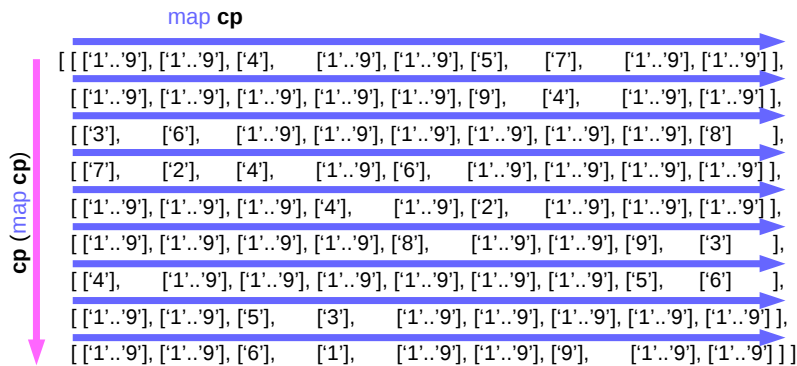 map cp
[ [ [‘1’..’9’], [‘1’..’9’], [‘4’], [‘1’..’9’], [‘1’..’9’], [‘5’], [‘7’], [‘1’..’9’], [‘1’..’9’] ],
[ [‘1’..’9’], [‘1’..’9’], [‘1’..’9’], [‘1’..’9’], [‘1’..’9’], [‘9’], [‘4’], [‘1’..’9’], [‘1’..’9’] ],
[ [‘3’], [‘6’], [‘1’..’9’], [‘1’..’9’], [‘1’..’9’], [‘1’..’9’], [‘1’..’9’], [‘1’..’9’], [‘8’] ],
[ [‘7’], [‘2’], [‘4’], [‘1’..’9’], [‘6’], [‘1’..’9’], [‘1’..’9’], [‘1’..’9’], [‘1’..’9’] ],
[ [‘1’..’9’], [‘1’..’9’], [‘1’..’9’], [‘4’], [‘1’..’9’], [‘2’], [‘1’..’9’], [‘1’..’9’], [‘1’..’9’] ],
[ [‘1’..’9’], [‘1’..’9’], [‘1’..’9’], [‘1’..’9’], [‘8’], [‘1’..’9’], [‘1’..’9’], [‘9’], [‘3’] ],
[ [‘4’], [‘1’..’9’], [‘1’..’9’], [‘1’..’9’], [‘1’..’9’], [‘1’..’9’], [‘1’..’9’], [‘5’], [‘6’] ],
[ [‘1’..’9’], [‘1’..’9’], [‘5’], [‘3’], [‘1’..’9’], [‘1’..’9’], [‘1’..’9’], [‘1’..’9’], [‘1’..’9’] ],
[ [‘1’..’9’], [‘1’..’9’], [‘6’], [‘1’], [‘1’..’9’], [‘1’..’9’], [‘9’], [‘1’..’9’], [‘1’..’9’] ] ]
cp (map cp)